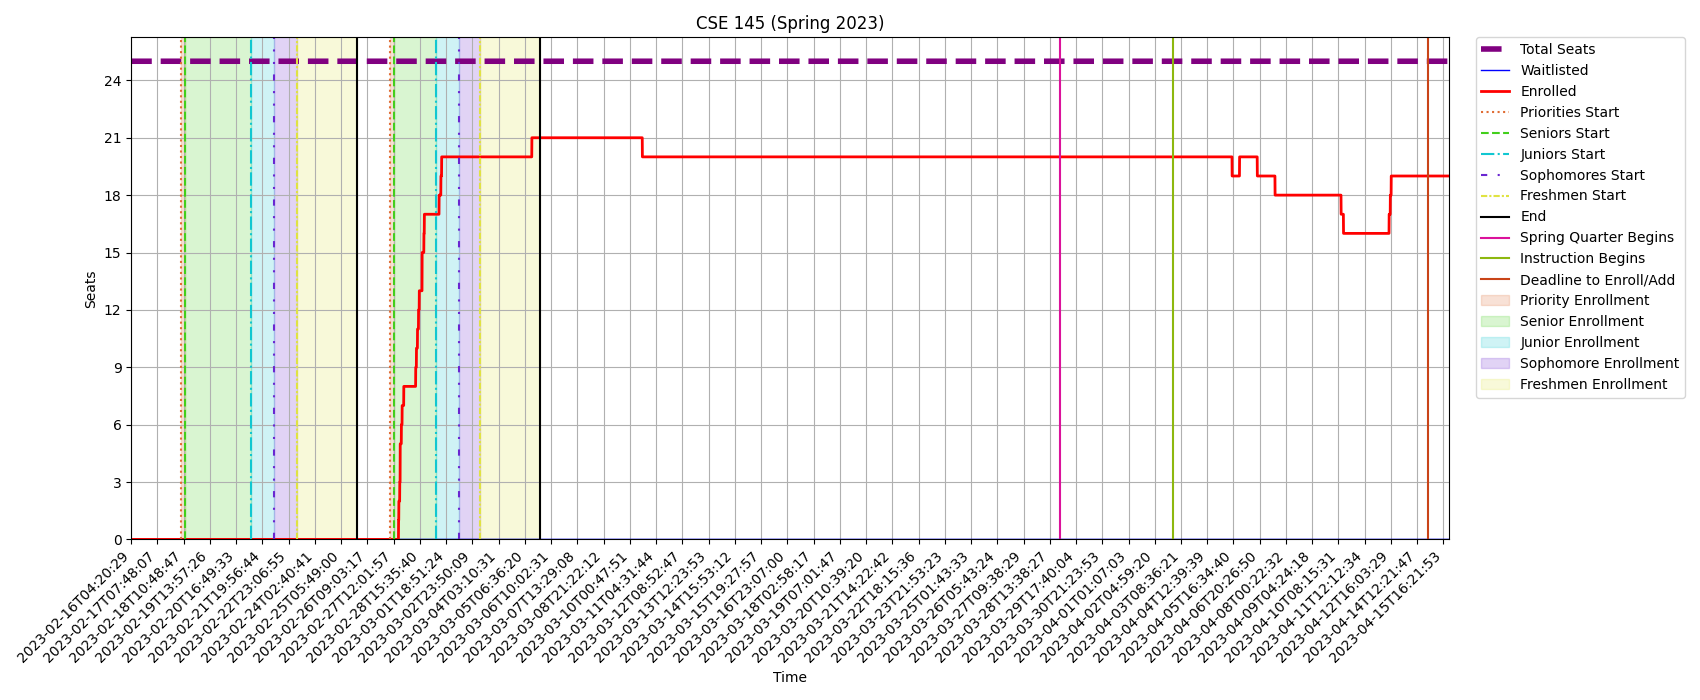 CSE 145 (Spring 2023)
Seats
24
21
18
15
12
9
6
3
0
2023-02-16T04:20:29
2023-02-17T07:48:07
2023-02-18T10:48:47
2023-02-19T13:57:26
2023-02-20T16:49:33
2023-02-21T19:56:44
2023-02-22T23:06:55
2023-02-24T02:40:41
2023-02-25T05:49:00
2023-02-26T09:03:17
2023-02-27T12:01:57
2023-02-28T15:35:40
2023-03-01T18:51:24
2023-03-02T23:50:09
2023-03-04T03:10:31
2023-03-05T06:36:20
2023-03-06T10:02:31
2023-03-07T13:29:08
2023-03-08T21:22:12
2023-03-10T00:47:51
2023-03-11T04:31:44
2023-03-12T08:52:47
2023-03-13T12:23:53
2023-03-14T15:53:12
2023-03-15T19:27:57
2023-03-16T23:07:00
2023-03-18T02:58:17
2023-03-19T07:01:47
2023-03-20T10:39:20
2023-03-21T14:22:42
2023-03-22T18:15:36
2023-03-23T21:53:23
2023-03-25T01:43:33
2023-03-26T05:43:24
2023-03-27T09:38:29
2023-03-28T13:38:27
2023-03-29T17:40:04
2023-03-30T21:23:53
2023-04-01T01:07:03
2023-04-02T04:59:20
2023-04-03T08:36:21
2023-04-04T12:39:39
2023-04-05T16:34:40
2023-04-06T20:26:50
2023-04-08T00:22:32
2023-04-09T04:24:18
2023-04-10T08:15:31
2023-04-11T12:12:34
2023-04-12T16:03:29
2023-04-14T12:21:47
2023-04-15T16:21:53
Time
Total Seats
Waitlisted
Enrolled
Priorities Start
Seniors Start
Juniors Start
Sophomores Start
Freshmen Start
End
Spring Quarter Begins
Instruction Begins
Deadline to Enroll/Add
Priority Enrollment
Senior Enrollment
Junior Enrollment
Sophomore Enrollment
Freshmen Enrollment